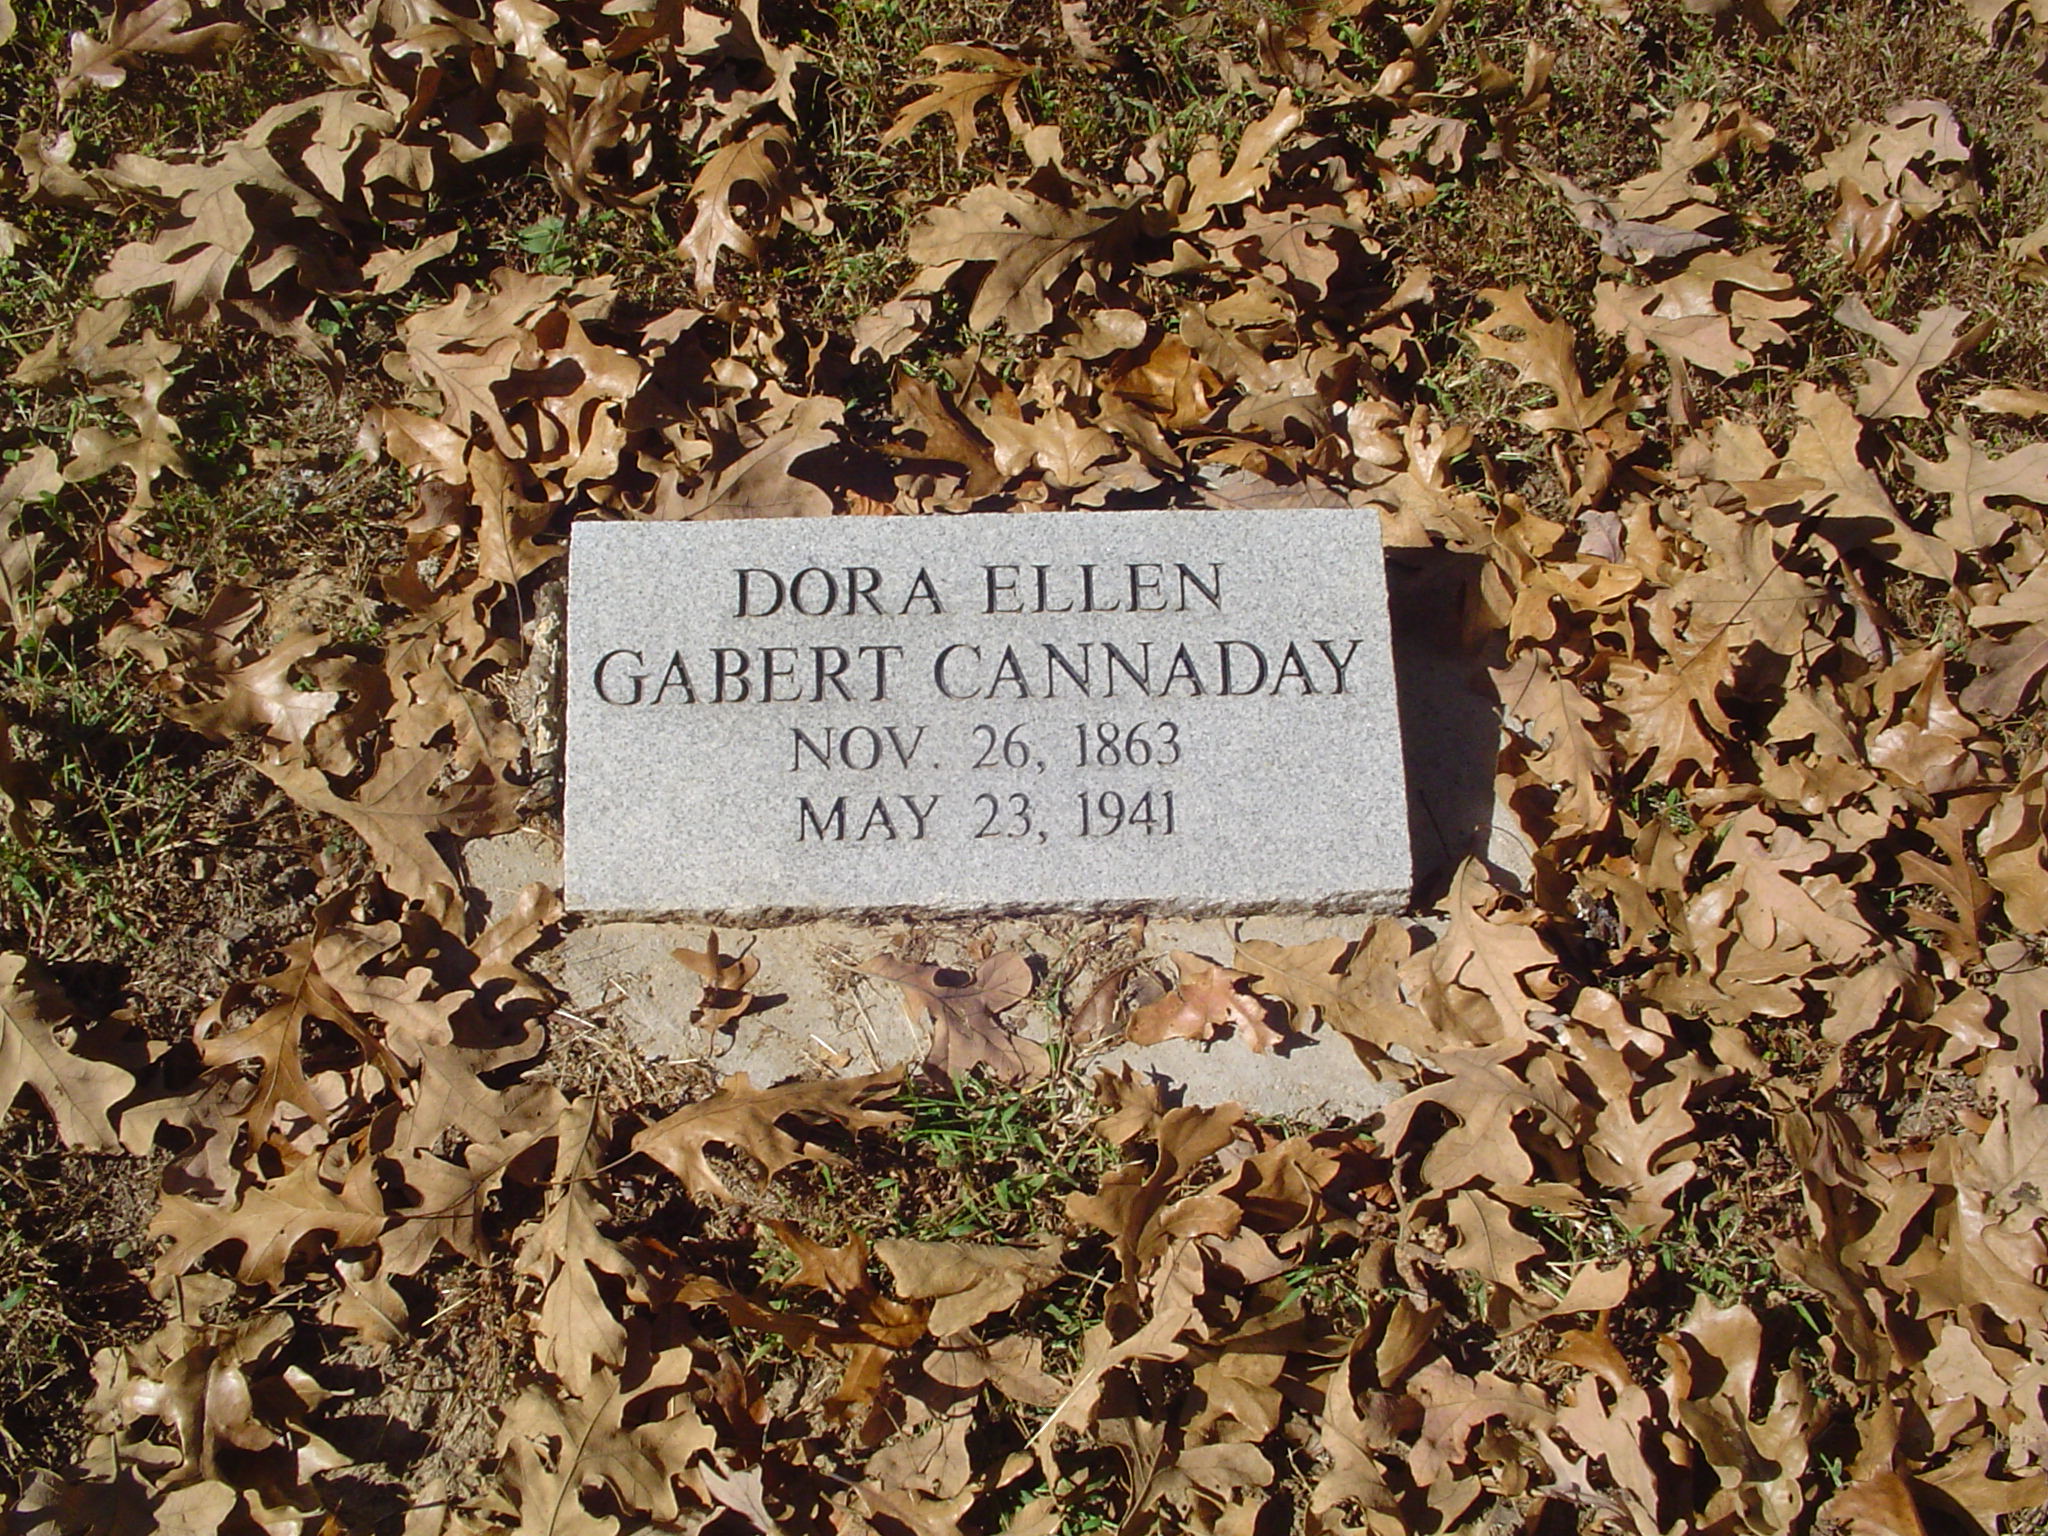 DORA ELLEN
GABERT CANNADAY
NOV. 26, 1863
MAY 23, 1941